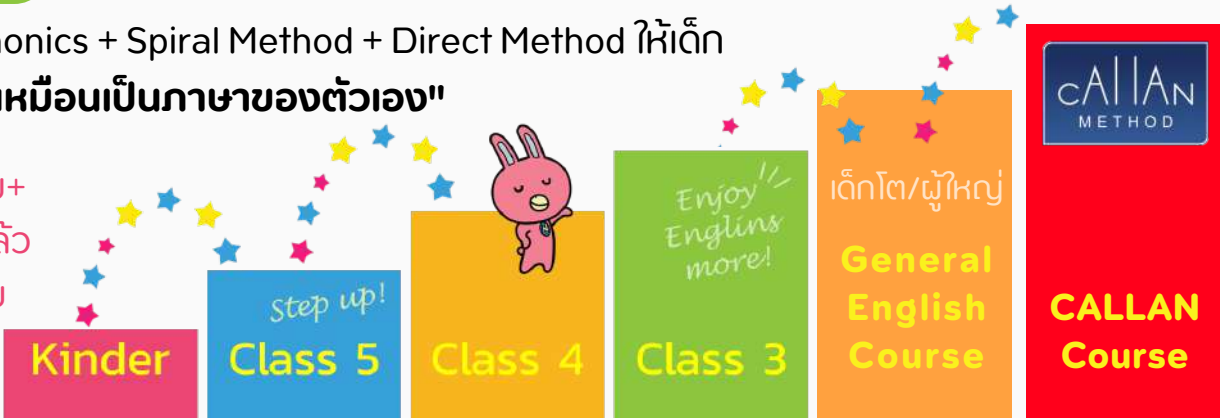 onics + Spiral Method + Direct Method ให้เด็ก
หมือนเป็นภาษาของตัวเอง"
Kinder
step up!
Class 5
Class 4
Enjoy
Englins
more!
Class 3
เด็กโต/ผู้ใหญ่
General
English
Course
CALLAN
METHOD
CALLAN
Course